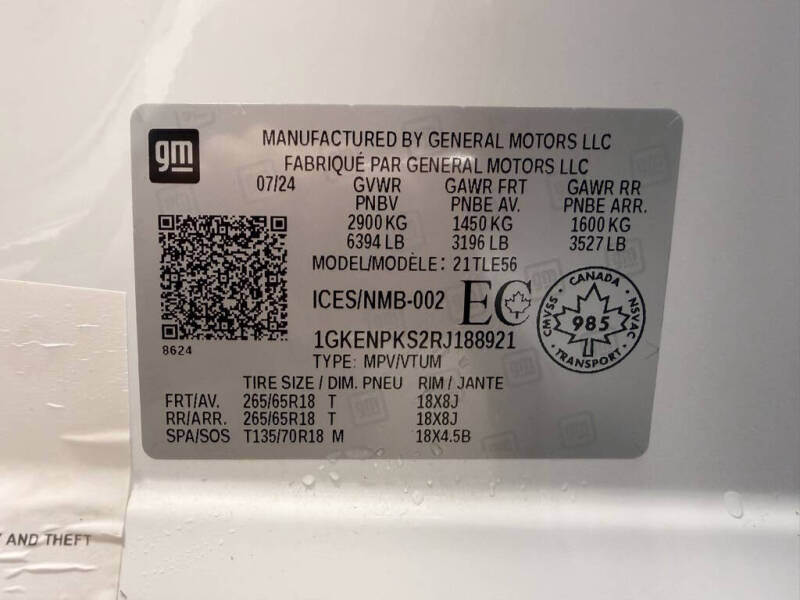 gm
MANUFACTURED BY GENERAL MOTORS LLC
FABRIQUÉ PAR GENERAL MOTORS LLC
07/24 GVWR GAWR FRT GAWR RR
PNBV PNBE AV. PNBE ARR.
2900 KG 1450 KG 1600 KG
6394 LB 3196 LB 3527 LB
MODEL/MODÈLE: 21TLE56
ICES/NMB-002 EC
CANADA
CMVSS · 985 · NSVAC
TRANSPORT
1GKENPKS2RJ188921
8624
TYPE: MPV/VTUM
TIRE SIZE / DIM. PNEU RIM / JANTE
FRT/AV. 265/65R18 T 18X8J
RR/ARR. 265/65R18 T 18X8J
SPA/SOS T135/70R18 M 18X4.5B
AND THEFT